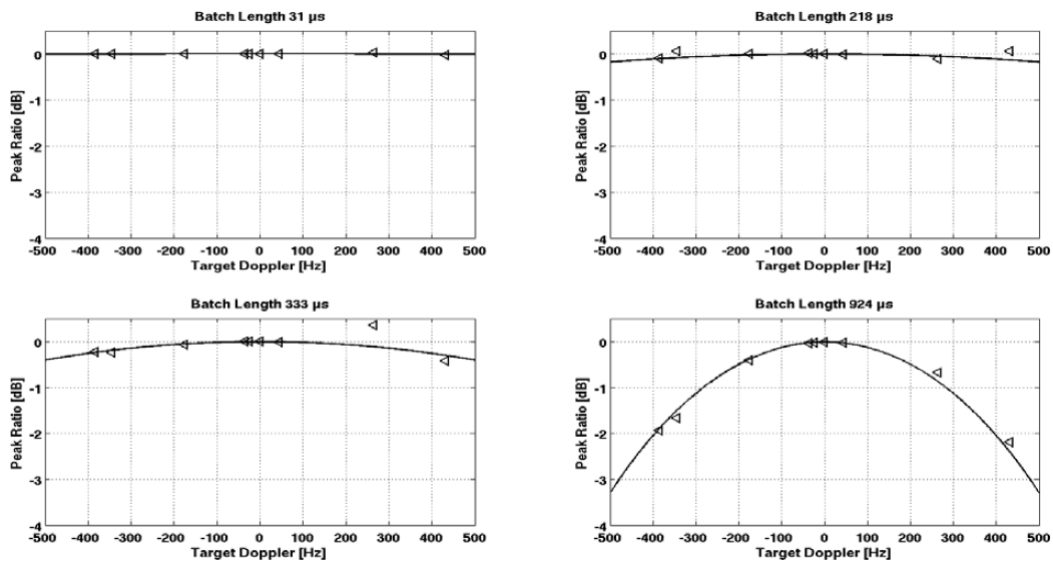 Batch Length 31 µs
0
-1
-2
-3
-4
Peak Ratio [dB]
-500 -400 -300 -200 -100 0 100 200 300 400 500
Target Doppler [Hz]
Batch Length 218 µs
0
-1
-2
-3
-4
Peak Ratio [dB]
-500 -400 -300 -200 -100 0 100 200 300 400 500
Target Doppler [Hz]
Batch Length 333 µs
0
-1
-2
-3
-4
Peak Ratio [dB]
-500 -400 -300 -200 -100 0 100 200 300 400 500
Target Doppler [Hz]
Batch Length 924 µs
0
-1
-2
-3
-4
Peak Ratio [dB]
-500 -400 -300 -200 -100 0 100 200 300 400 500
Target Doppler [Hz]